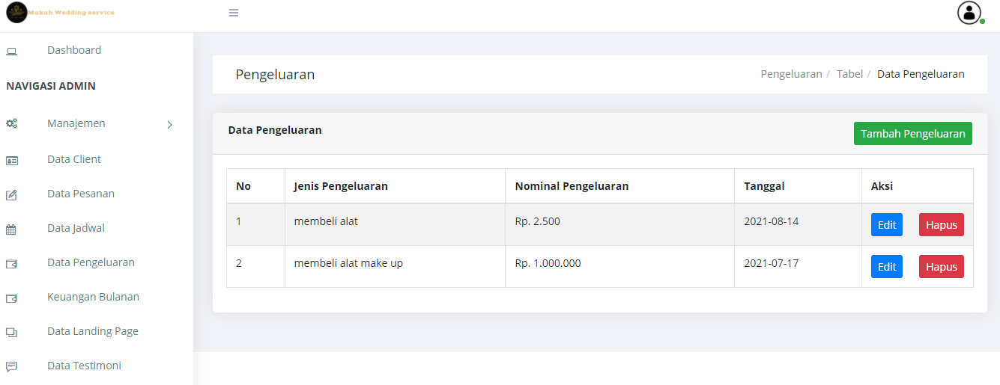 Makah Wedding service
Dashboard
NAVIGASI ADMIN
Manajemen
Data Client
Data Pesanan
Data Jadwal
Data Pengeluaran
Keuangan Bulanan
Data Landing Page
Data Testimoni
Pengeluaran
Pengeluaran / Tabel / Data Pengeluaran
Data Pengeluaran
Tambah Pengeluaran
No Jenis Pengeluaran Nominal Pengeluaran Tanggal Aksi
1 membeli alat Rp. 2.500 2021-08-14 Edit Hapus
2 membeli alat make up Rp. 1.000.000 2021-07-17 Edit Hapus